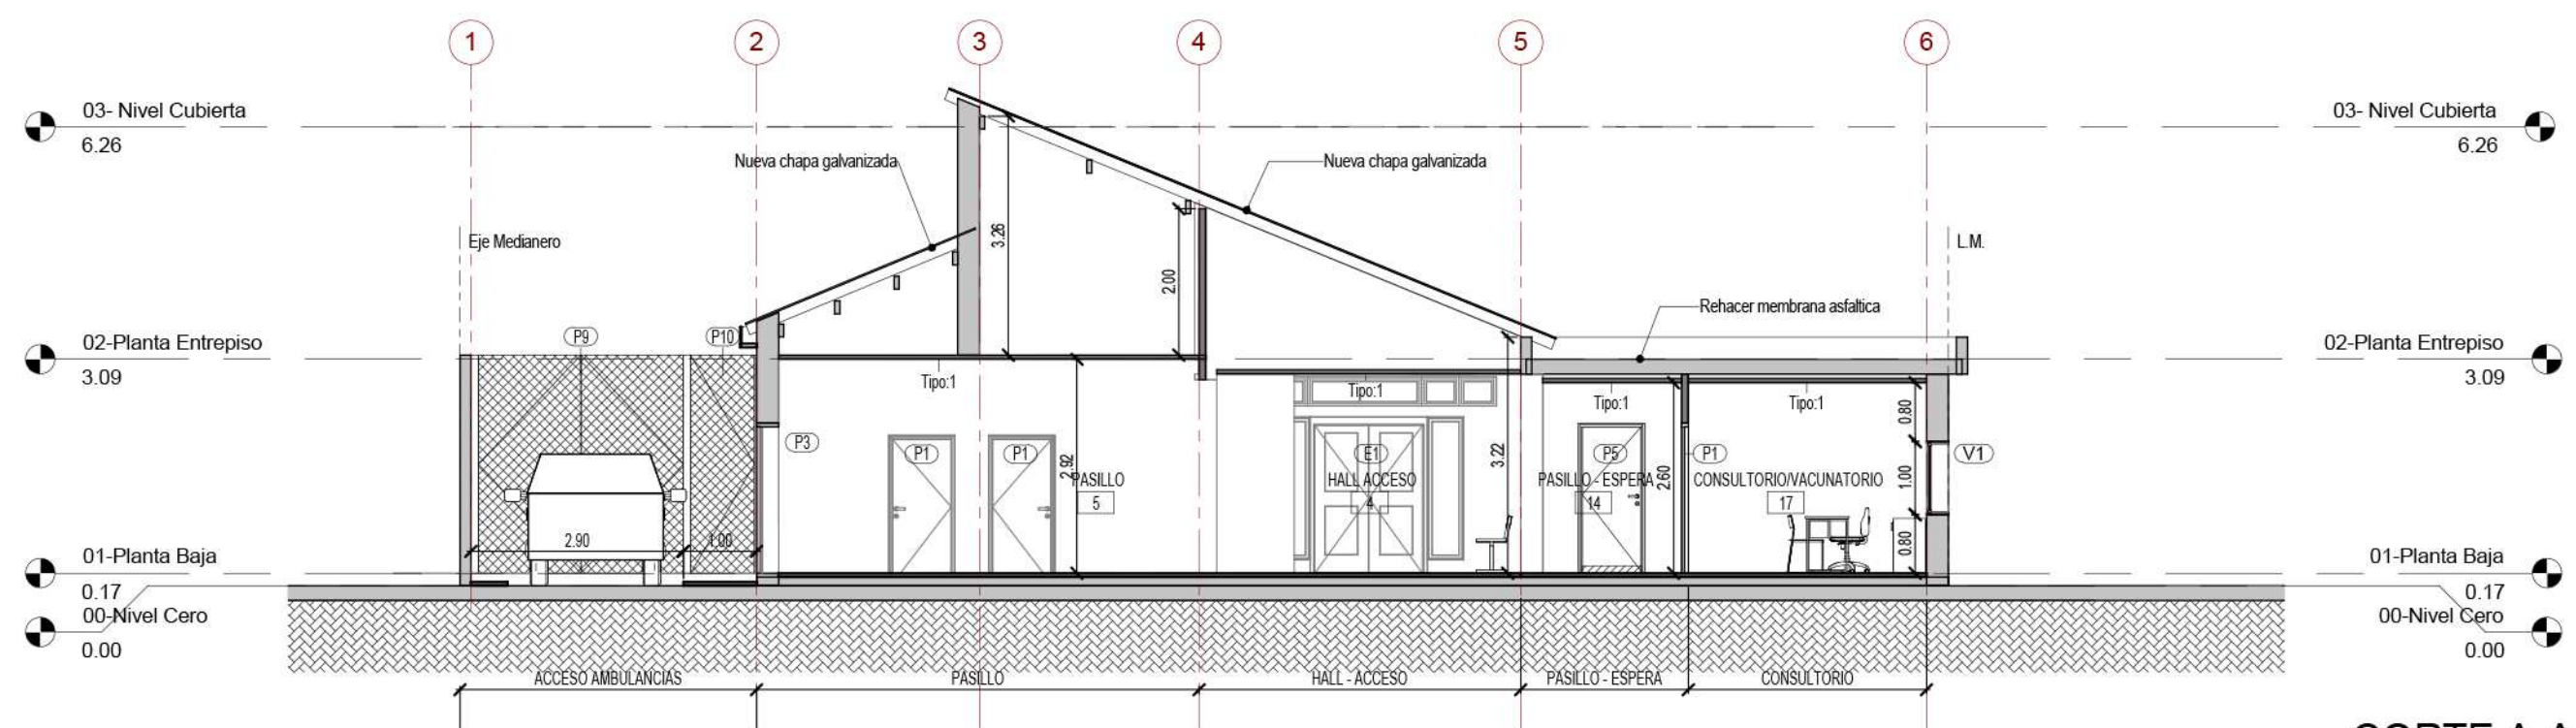 1 2 3 4 5 6
03- Nivel Cubierta
6.26
03- Nivel Cubierta
6.26
Nueva chapa galvanizada
Nueva chapa galvanizada
3.26
2.00
Eje Medianero
L.M.
Rehacer membrana asfaltica
02-Planta Entrepiso
3.09
P9
P10
02-Planta Entrepiso
3.09
Tipo:1
Tipo:1
Tipo:1
Tipo:1
0.80
P3
P1
P1
2.92
E1
3.22
P5
2.60
P1
1.00
V1
PASILLO
5
HALL ACCESO
4
PASILLO - ESPERA
14
CONSULTORIO/VACUNATORIO
17
2.90
1.00
0.80
01-Planta Baja
0.17
01-Planta Baja
0.17
00-Nivel Cero
0.00
00-Nivel Cero
0.00
ACCESO AMBULANCIAS
PASILLO
HALL - ACCESO
PASILLO - ESPERA
CONSULTORIO